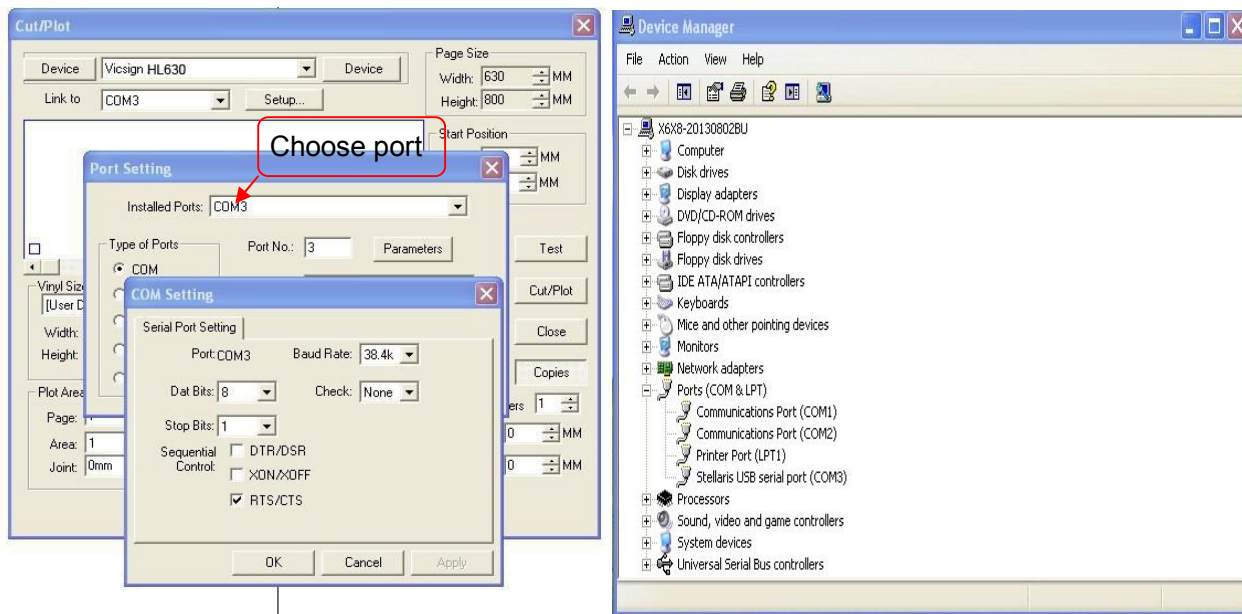 Cut/Plot
Device Vicsign HL630 Device
Link to COM3 Setup...
Page Size
Width: 630 MM
Height: 800 MM
Start Position
MM
MM
Choose port
Port Setting
Installed Ports: COM3
Type of Ports
COM
Port No.: 3 Parameters
Test
Cut/Plot
Close
Copies
1
0 MM
0 MM
Width:
Height:
Plot Area
Page:
Area: 1
Joint: 0mm
COM Setting
Serial Port Setting
Port: COM3 Baud Rate: 38.4k
Dat Bits: 8 Check: None
Stop Bits: 1
Sequential
Control:
DTR/DSR
XON/XOFF
RTS/CTS
OK Cancel Apply
Device Manager
File Action View Help
X6X8-20130802BU
Computer
Disk drives
Display adapters
DVD/CD-ROM drives
Floppy disk controllers
Floppy disk drives
IDE ATA/ATAPI controllers
Keyboards
Mice and other pointing devices
Monitors
Network adapters
Ports (COM & LPT)
Communications Port (COM1)
Communications Port (COM2)
Printer Port (LPT1)
Stellaris USB serial port (COM3)
Processors
Sound, video and game controllers
System devices
Universal Serial Bus controllers